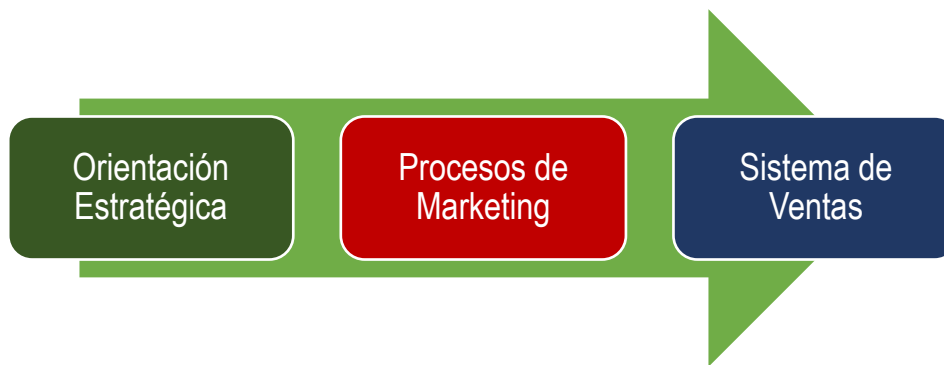 Orientación
Estratégica
Procesos de
Marketing
Sistema de
Ventas